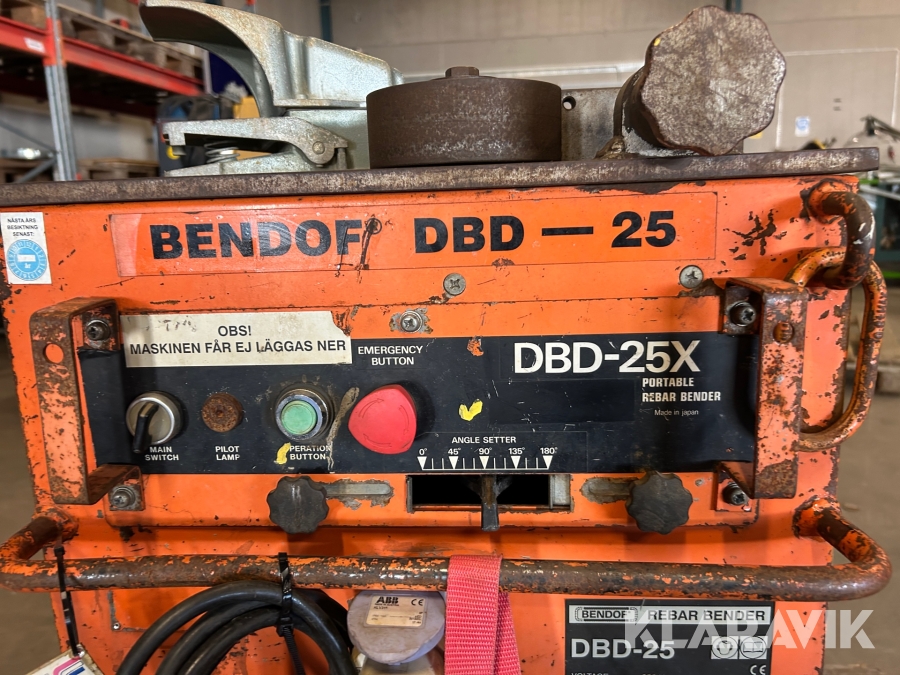 NÄSTA ÅRS
BESIKTNING
SENAST:
BENDOF DBD — 25
OBS!
MASKINEN FÅR EJ LÄGGAS NER
EMERGENCY
BUTTON
DBD-25X
PORTABLE
REBAR BENDER
Made in japan
MAIN
SWITCH
PILOT
LAMP
OPERATION
BUTTON
ANGLE SETTER
0° 45° 90° 135° 180°
ABB
CE
BENDOF REBAR BENDER
DBD-25
CE
KLARAVIK